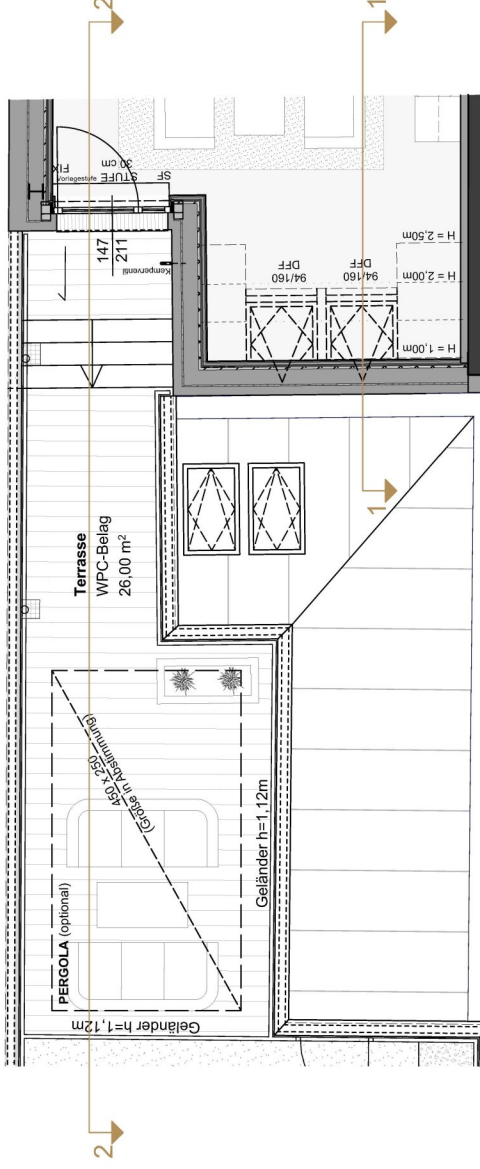 2
1
FIX
Vorlegestufe STUFE
30 cm
SF
147
211
Kempervenil
DFF
94/160
DFF
94/160
H = 2,50m
H = 2,00m
H = 1,00m
Terrasse
WPC-Belag
26,00 m²
1
450 x 250
(Größe in Abstimmung)
PERGOLA (optional)
Geländer h=1,12m
Geländer h=1,12m
2